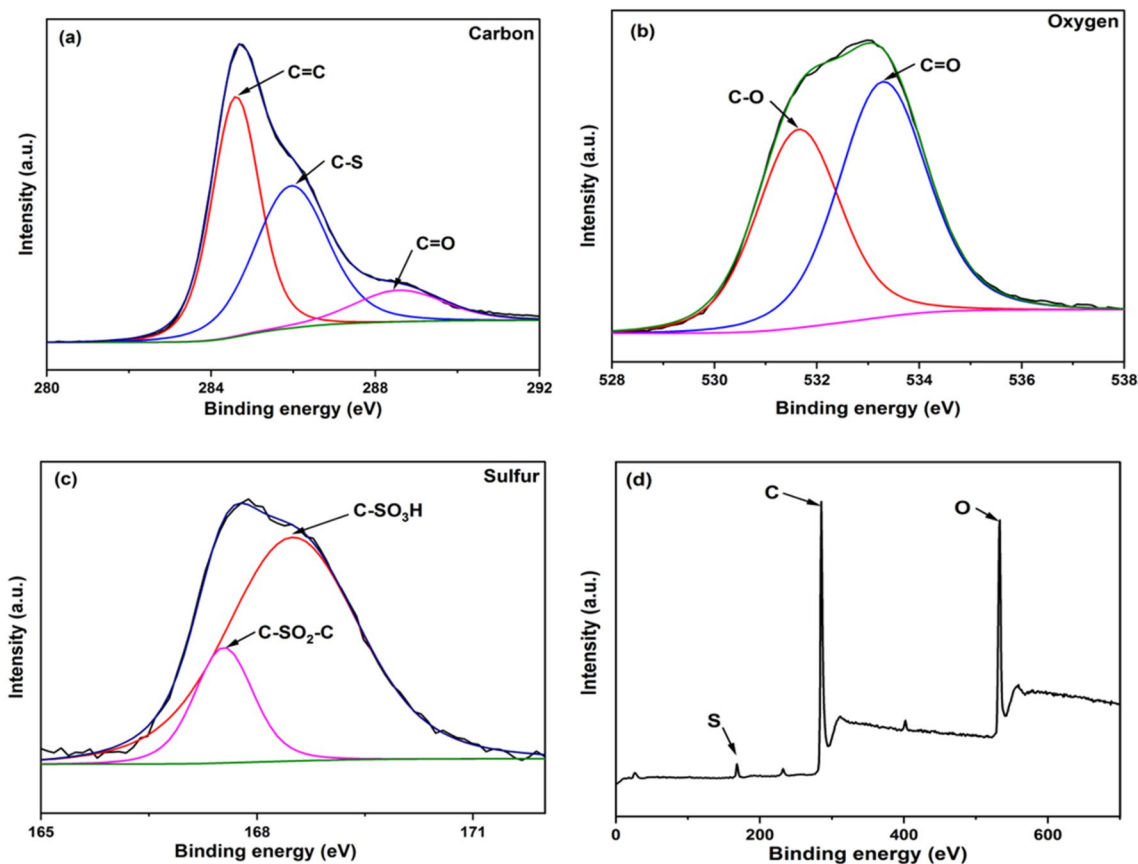 (a)
Carbon
C=C
C-S
C=O
Intensity (a.u.)
280 284 288 292
Binding energy (eV)
(b)
Oxygen
C=O
C-O
Intensity (a.u.)
528 530 532 534 536 538
Binding energy (eV)
(c)
Sulfur
C-SO₃H
C-SO₂-C
Intensity (a.u.)
165 168 171
Binding energy (eV)
(d)
C
O
S
Intensity (a.u.)
0 200 400 600
Binding energy (eV)